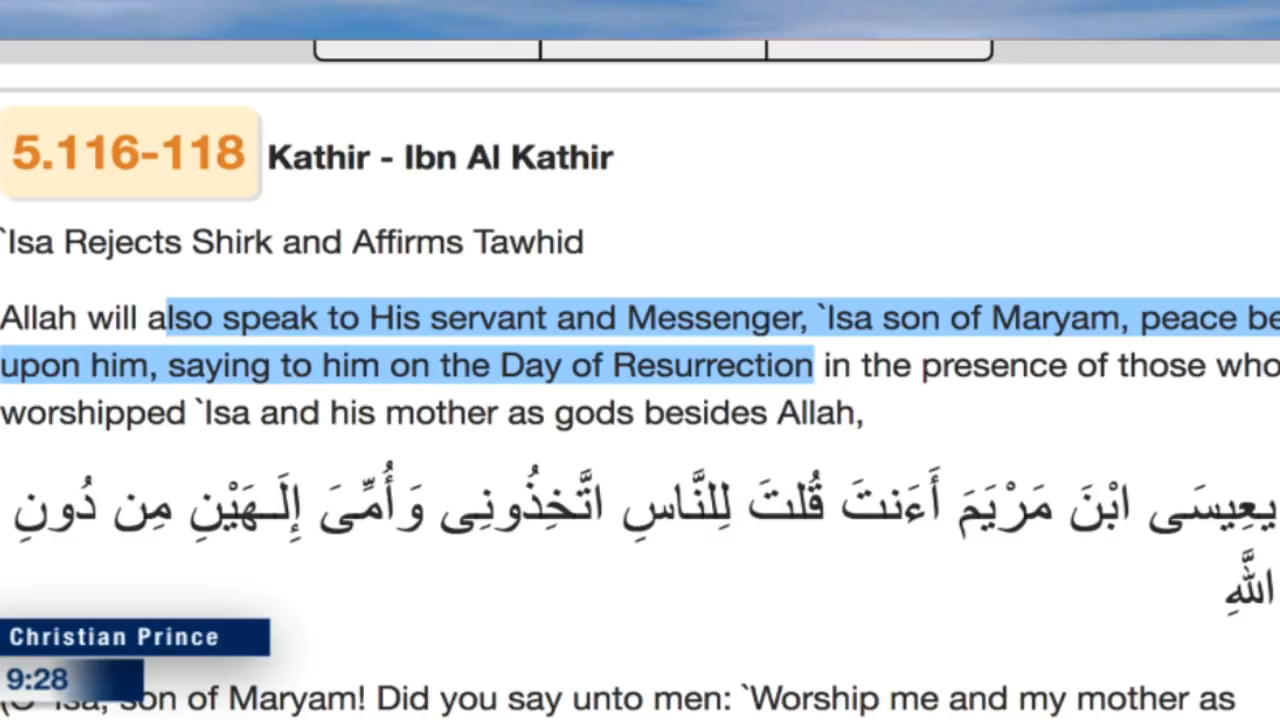 5.116-118 Kathir - Ibn Al Kathir
`Isa Rejects Shirk and Affirms Tawhid
Allah will also speak to His servant and Messenger, `Isa son of Maryam, peace be
upon him, saying to him on the Day of Resurrection in the presence of those who
worshipped `Isa and his mother as gods besides Allah,
يعِيسَى ابْنَ مَرْيَمَ أَءَنتَ قُلتَ لِلنَّاسِ اتَّخِذُونِى وَأُمِّىَ إِلَـهَيْنِ مِن دُونِ
اللَّهِ
Christian Prince
9:28
son of Maryam! Did you say unto men: `Worship me and my mother as